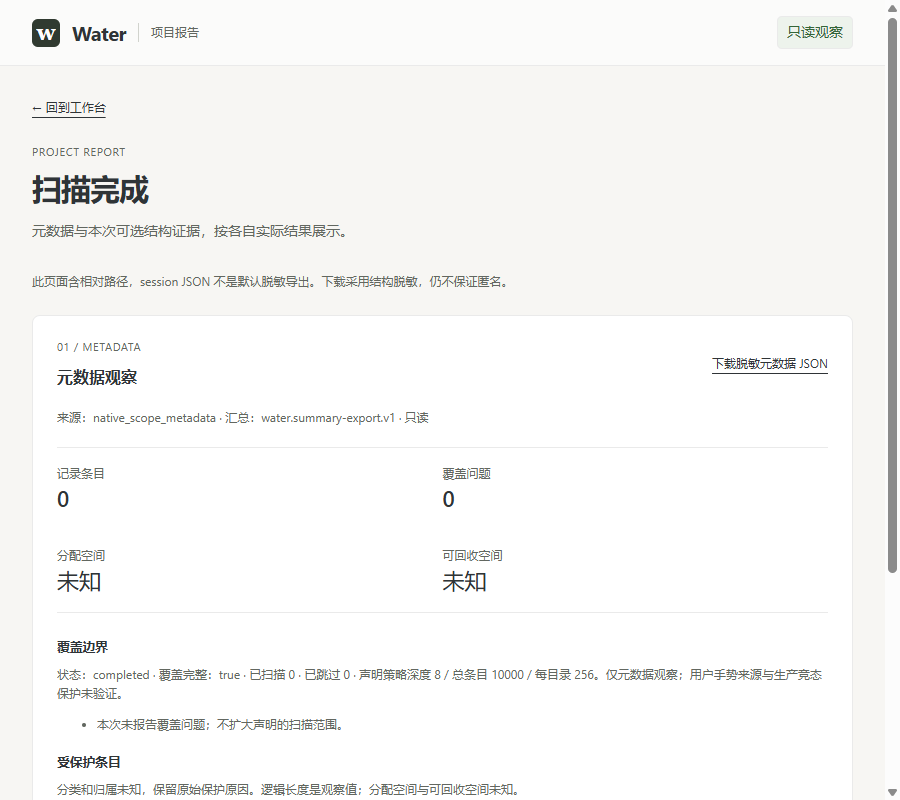 W Water 项目报告 只读观察
← 回到工作台
PROJECT REPORT
扫描完成
元数据与本次可选结构证据，按各自实际结果展示。
此页面含相对路径，session JSON 不是默认脱敏导出。下载采用结构脱敏，仍不保证匿名。
01 / METADATA
下载脱敏元数据 JSON
元数据观察
来源：native_scope_metadata · 汇总：water.summary-export.v1 · 只读
记录条目 覆盖问题
0 0
分配空间 可回收空间
未知 未知
覆盖边界
状态：completed · 覆盖完整：true · 已扫描 0 · 已跳过 0 · 声明策略深度 8 / 总条目 10000 / 每目录 256。仅元数据观察；用户手势来源与生产竞态
保护未验证。
• 本次未报告覆盖问题；不扩大声明的扫描范围。
受保护条目
分类和归属未知，保留原始保护原因。逻辑长度是观察值；分配空间与可回收空间未知。